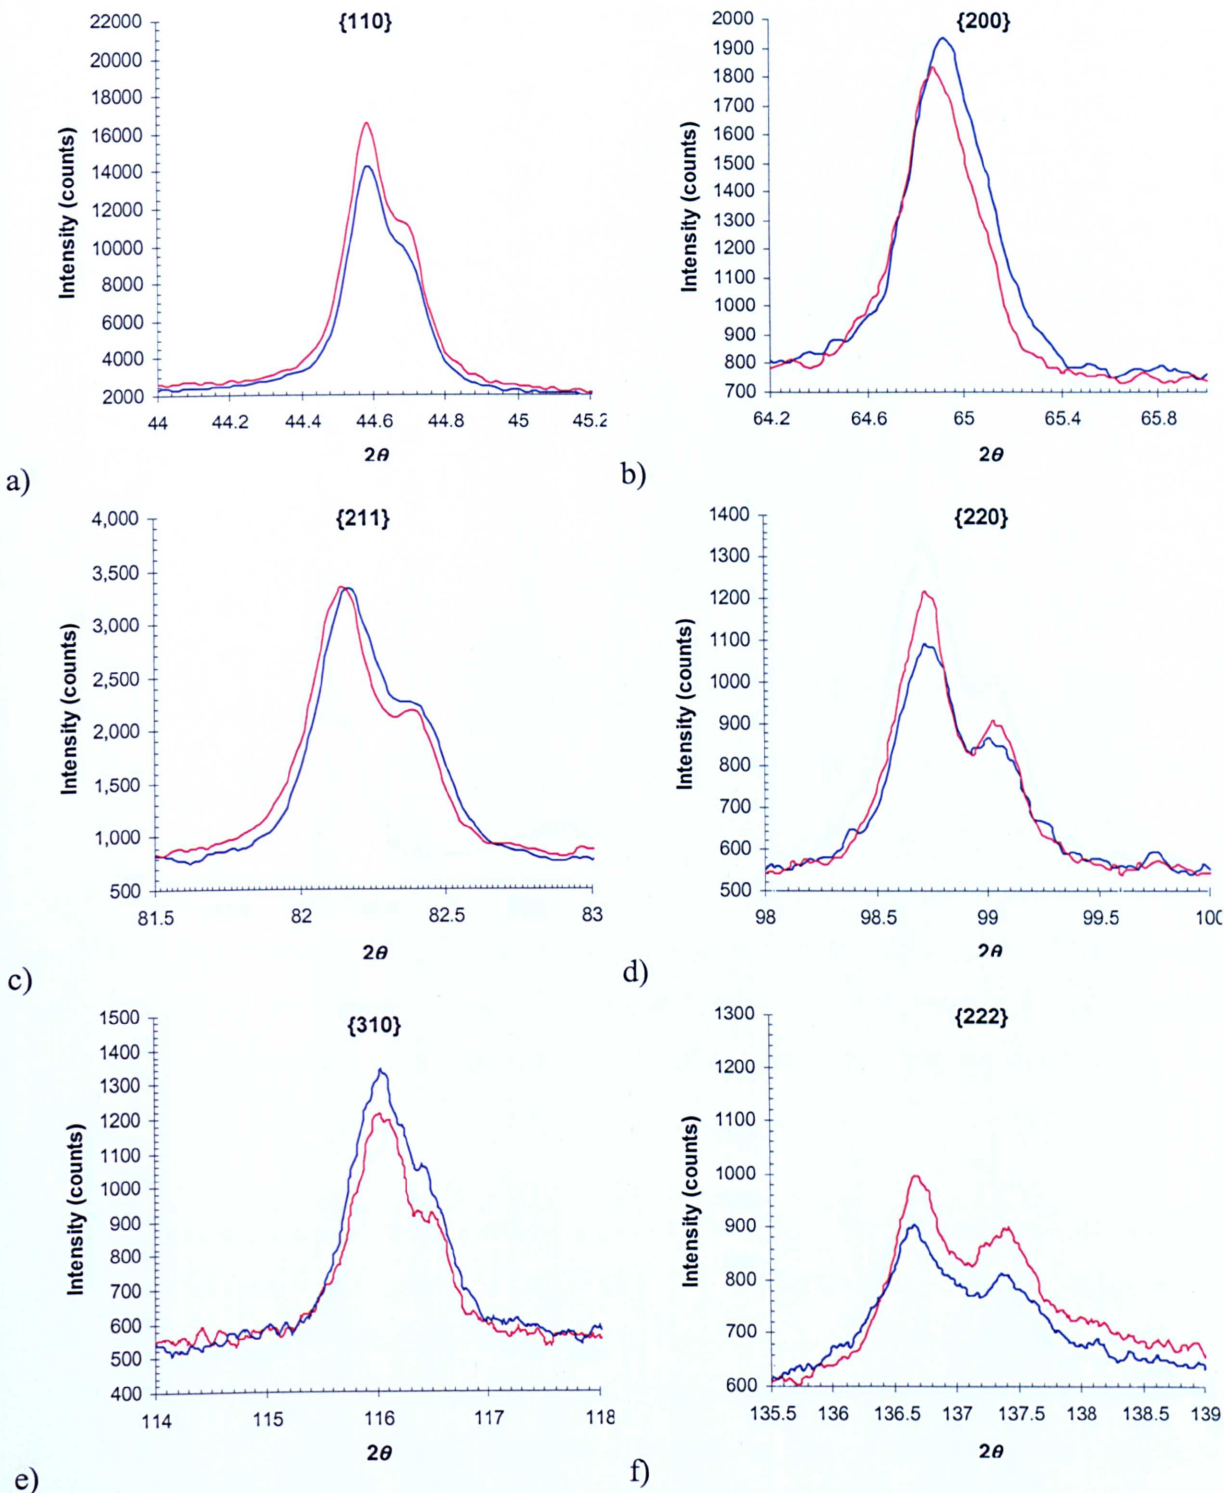 {110}
22000
20000
18000
16000
14000
12000
10000
8000
6000
4000
2000
Intensity (counts)
44 44.2 44.4 44.6 44.8 45 45.2
2θ
a)
{200}
2000
1900
1800
1700
1600
1500
1400
1300
1200
1100
1000
900
800
700
Intensity (counts)
64.2 64.6 65 65.4 65.8
2θ
b)
{211}
4,000
3,500
3,000
2,500
2,000
1,500
1,000
500
Intensity (counts)
81.5 82 82.5 83
2θ
c)
{220}
1400
1300
1200
1100
1000
900
800
700
600
500
Intensity (counts)
98 98.5 99 99.5 100
2θ
d)
{310}
1500
1400
1300
1200
1100
1000
900
800
700
600
500
400
Intensity (counts)
114 115 116 117 118
2θ
e)
{222}
1300
1200
1100
1000
900
800
700
600
Intensity (counts)
135.5 136 136.5 137 137.5 138 138.5 139
2θ
f)